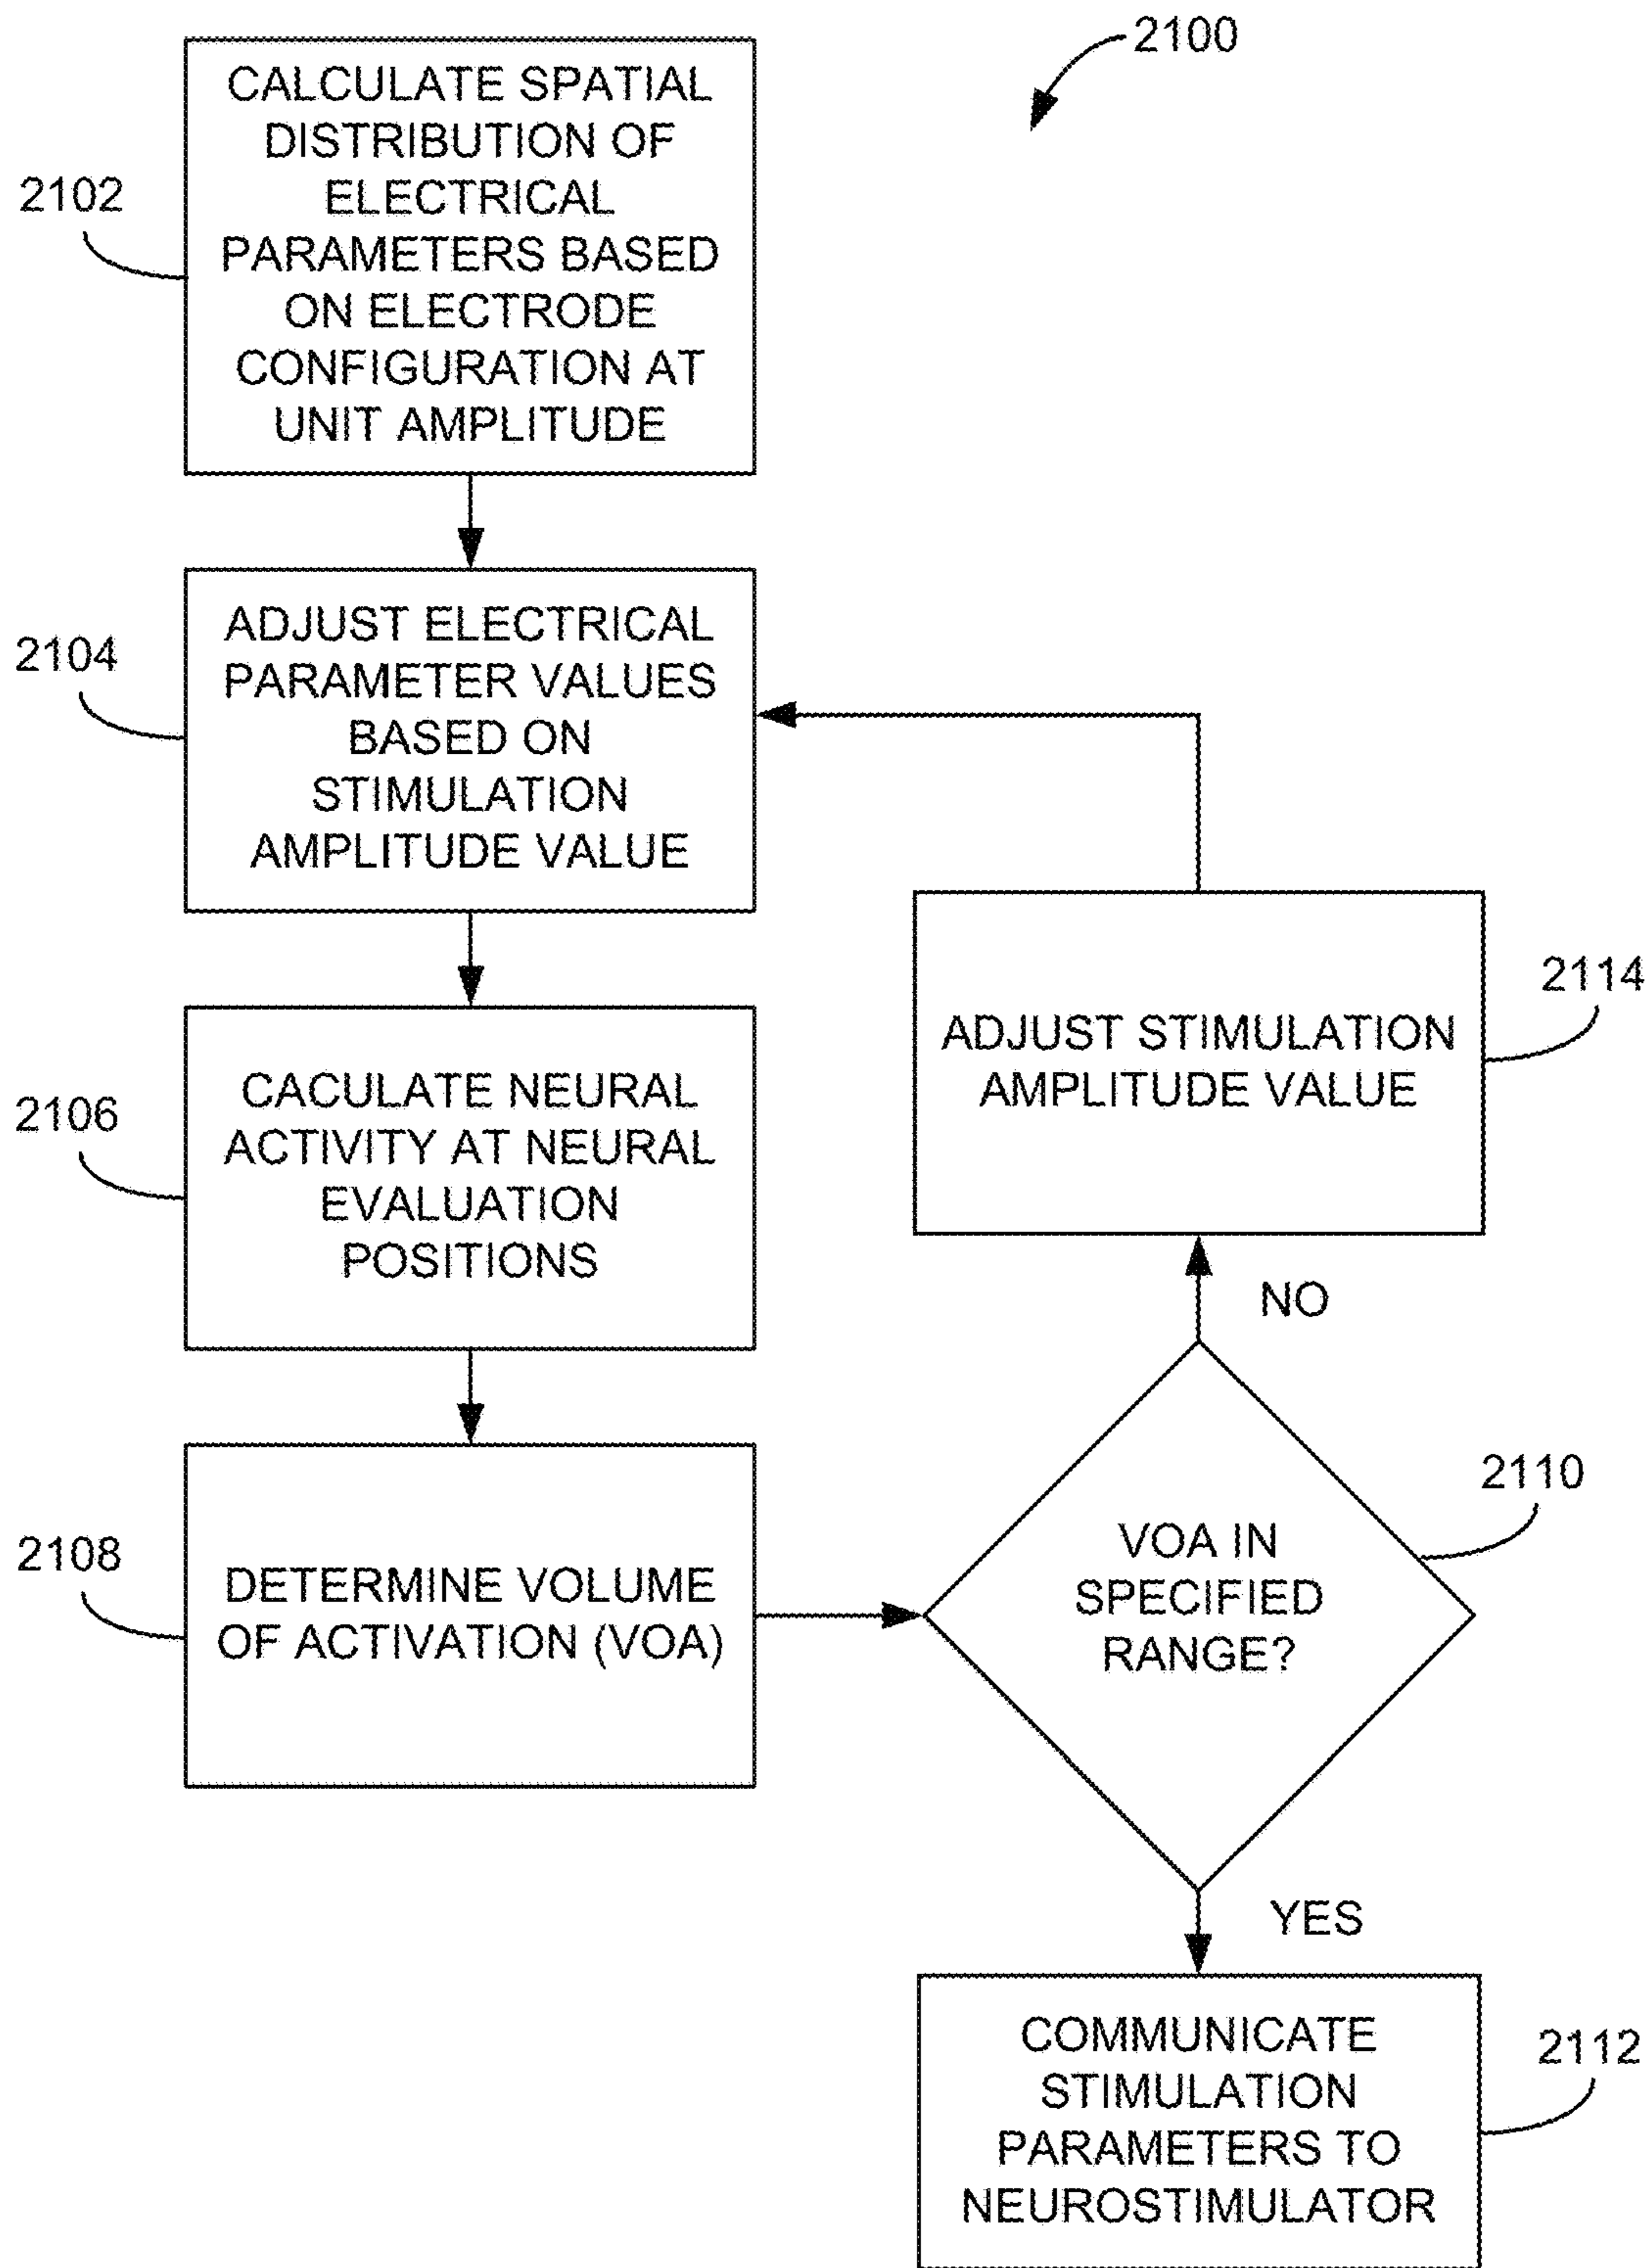 2100
CALCULATE SPATIAL
DISTRIBUTION OF
ELECTRICAL
PARAMETERS BASED
ON ELECTRODE
CONFIGURATION AT
UNIT AMPLITUDE
2102
ADJUST ELECTRICAL
PARAMETER VALUES
BASED ON
STIMULATION
AMPLITUDE VALUE
2104
CACULATE NEURAL
ACTIVITY AT NEURAL
EVALUATION
POSITIONS
2106
DETERMINE VOLUME
OF ACTIVATION (VOA)
2108
VOA IN
SPECIFIED
RANGE?
2110
NO
ADJUST STIMULATION
AMPLITUDE VALUE
2114
YES
COMMUNICATE
STIMULATION
PARAMETERS TO
NEUROSTIMULATOR
2112